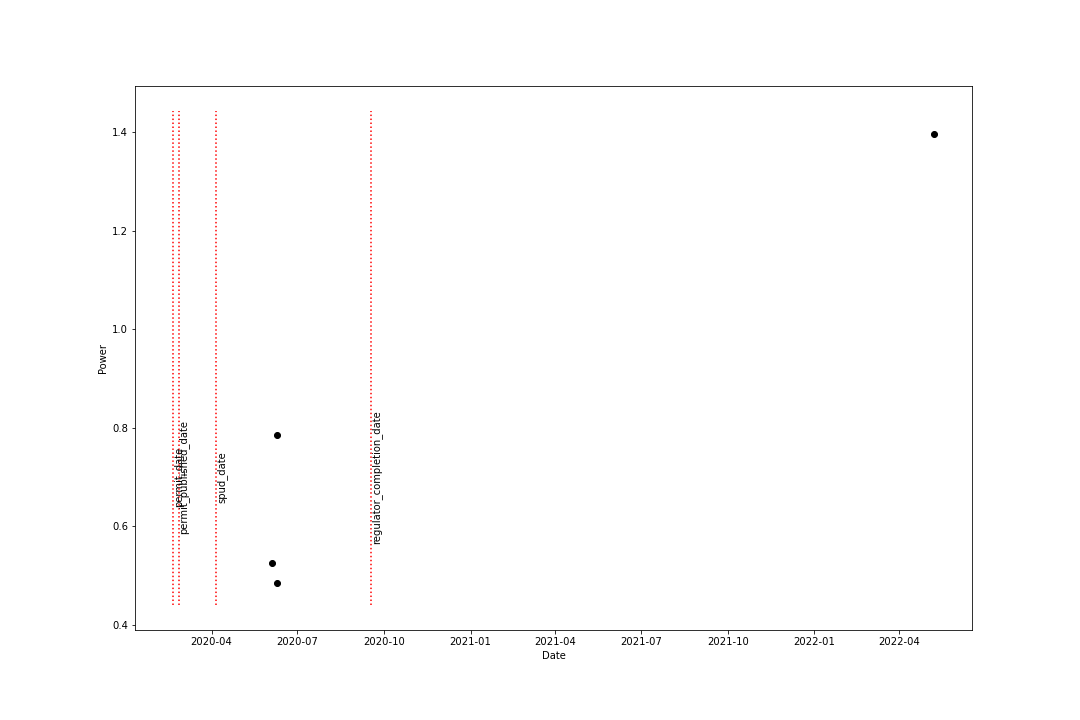 1.4
1.2
1.0
0.8
0.6
0.4
Power
permit_date
permit_published_date
spud_date
regulator_completion_date
2020-04
2020-07
2020-10
2021-01
2021-04
2021-07
2021-10
2022-01
2022-04
Date